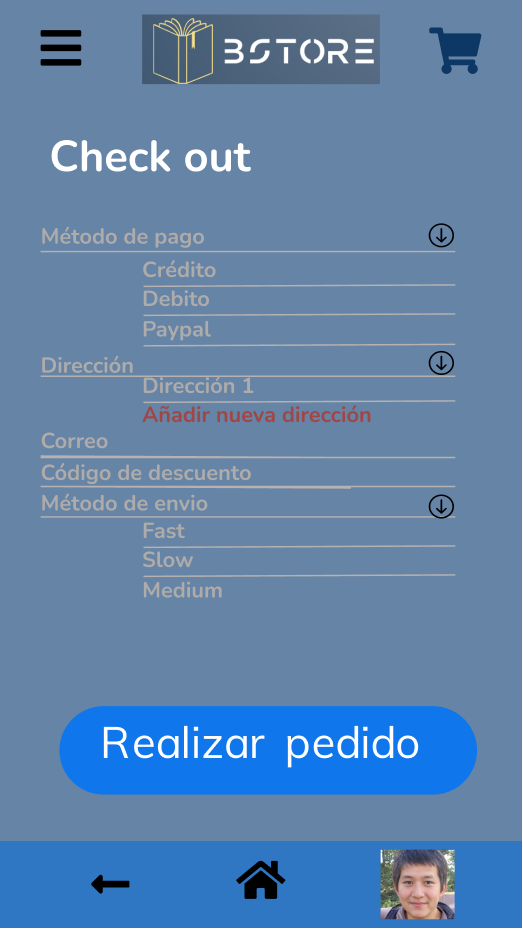 BSTORE
Check out
Método de pago
Crédito
Debito
Paypal
Dirección
Dirección 1
Añadir nueva dirección
Correo
Código de descuento
Método de envio
Fast
Slow
Medium
Realizar pedido